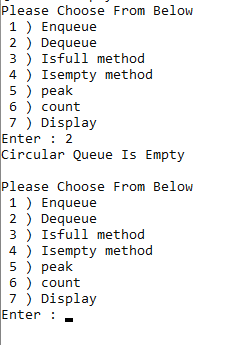 Please Choose From Below
1 ) Enqueue
2 ) Dequeue
3 ) Isfull method
4 ) Isempty method
5 ) peak
6 ) count
7 ) Display
Enter : 2
Circular Queue Is Empty
Please Choose From Below
1 ) Enqueue
2 ) Dequeue
3 ) Isfull method
4 ) Isempty method
5 ) peak
6 ) count
7 ) Display
Enter :